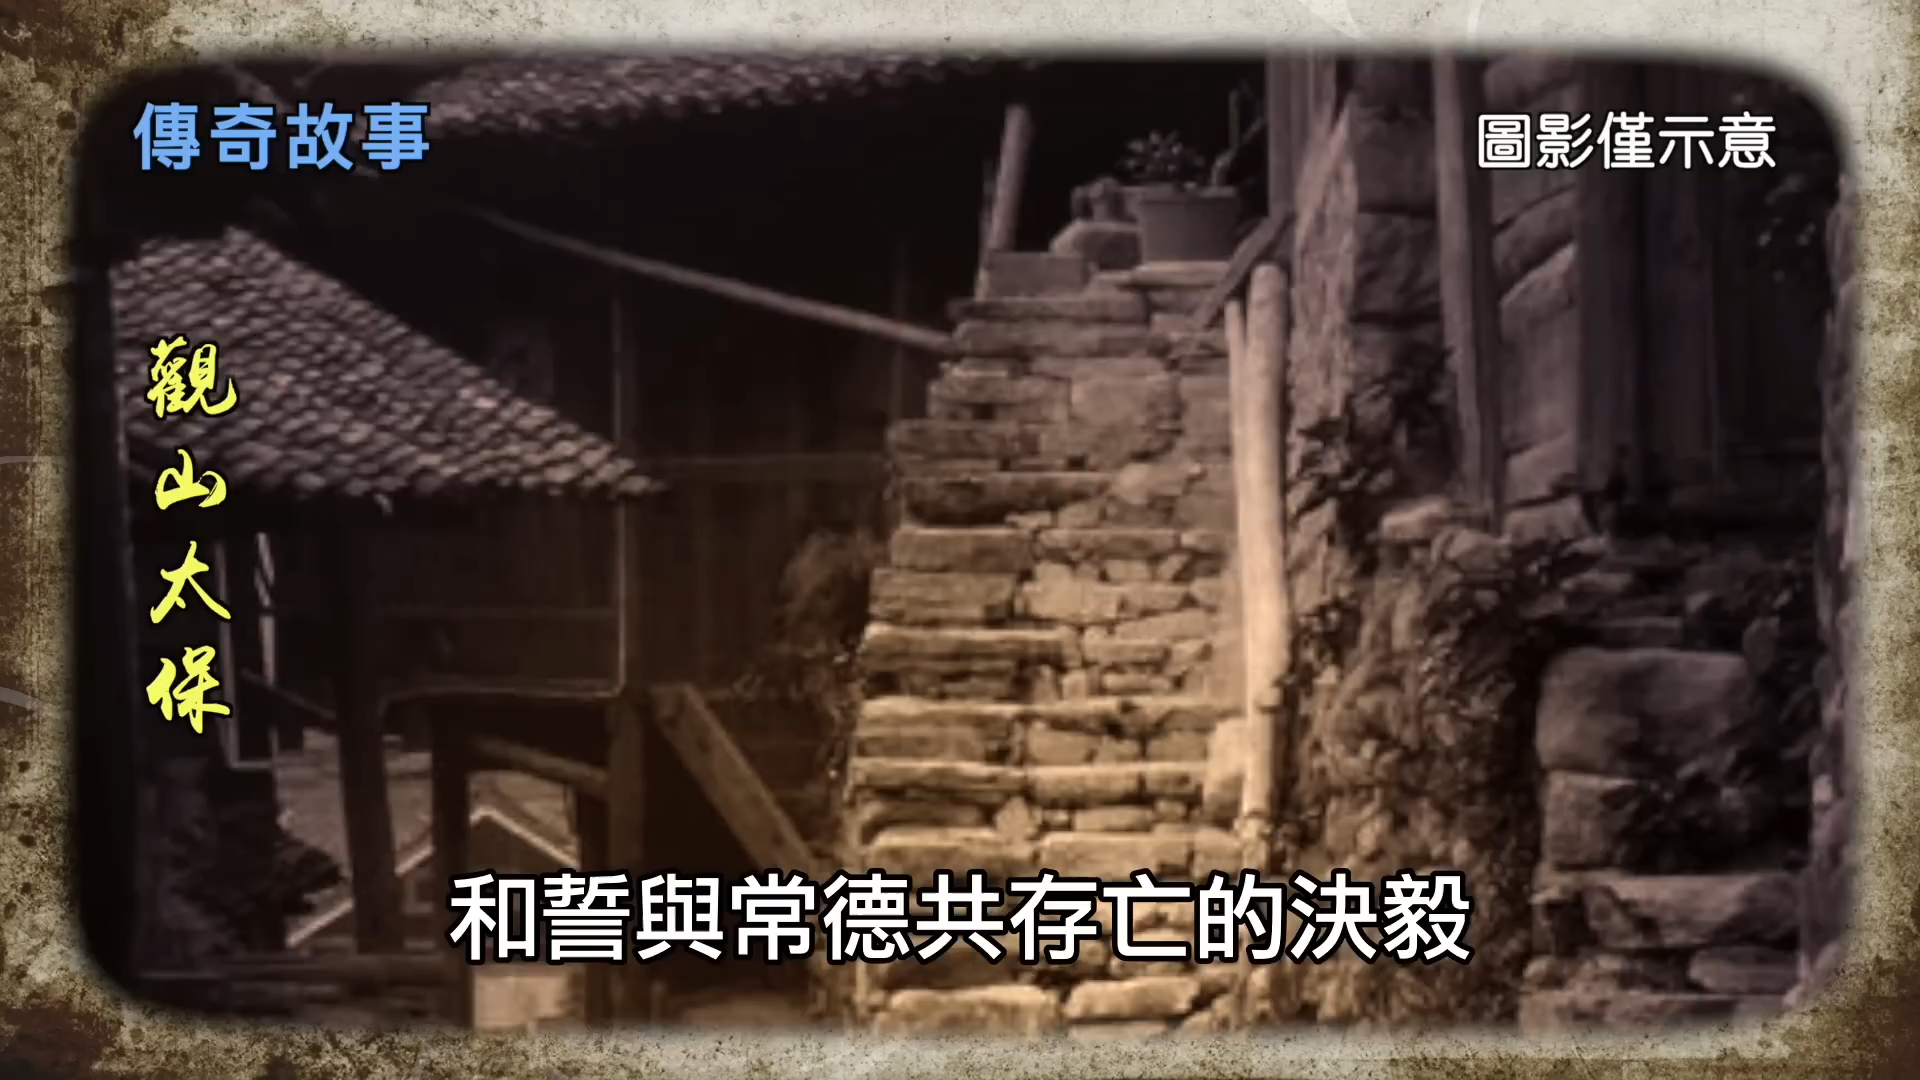 傳奇故事
圖影僅示意
觀山太保
和誓與常德共存亡的決毅